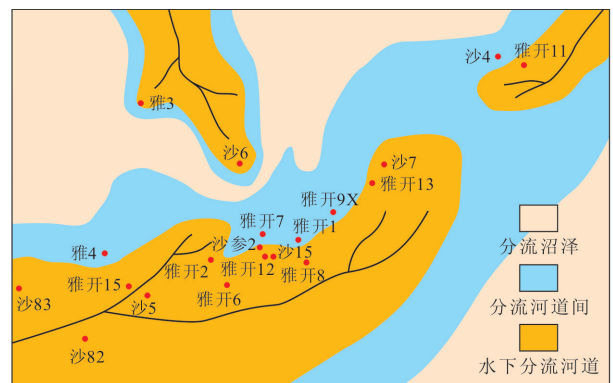 沙4
雅开11
雅3
沙6
沙7
雅开13
雅开9X
雅开7
雅开1
沙参2
沙15
雅4
雅开2
雅开12
雅开8
雅开15
雅开6
沙83
沙5
沙82
分流沼泽
分流河道间
水下分流河道